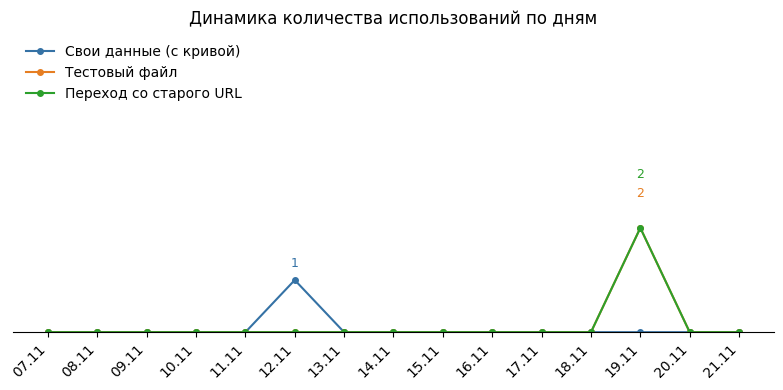 Динамика количества использований по дням
Свои данные (с кривой)
Тестовый файл
Переход со старого URL
2
2
1
07.11 08.11 09.11 10.11 11.11 12.11 13.11 14.11 15.11 16.11 17.11 18.11 19.11 20.11 21.11